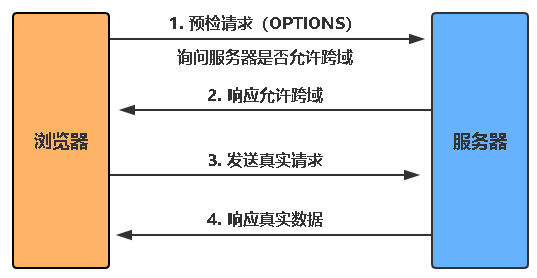 1. 预检请求（OPTIONS）
询问服务器是否允许跨域
2. 响应允许跨域
浏览器
服务器
3. 发送真实请求
4. 响应真实数据